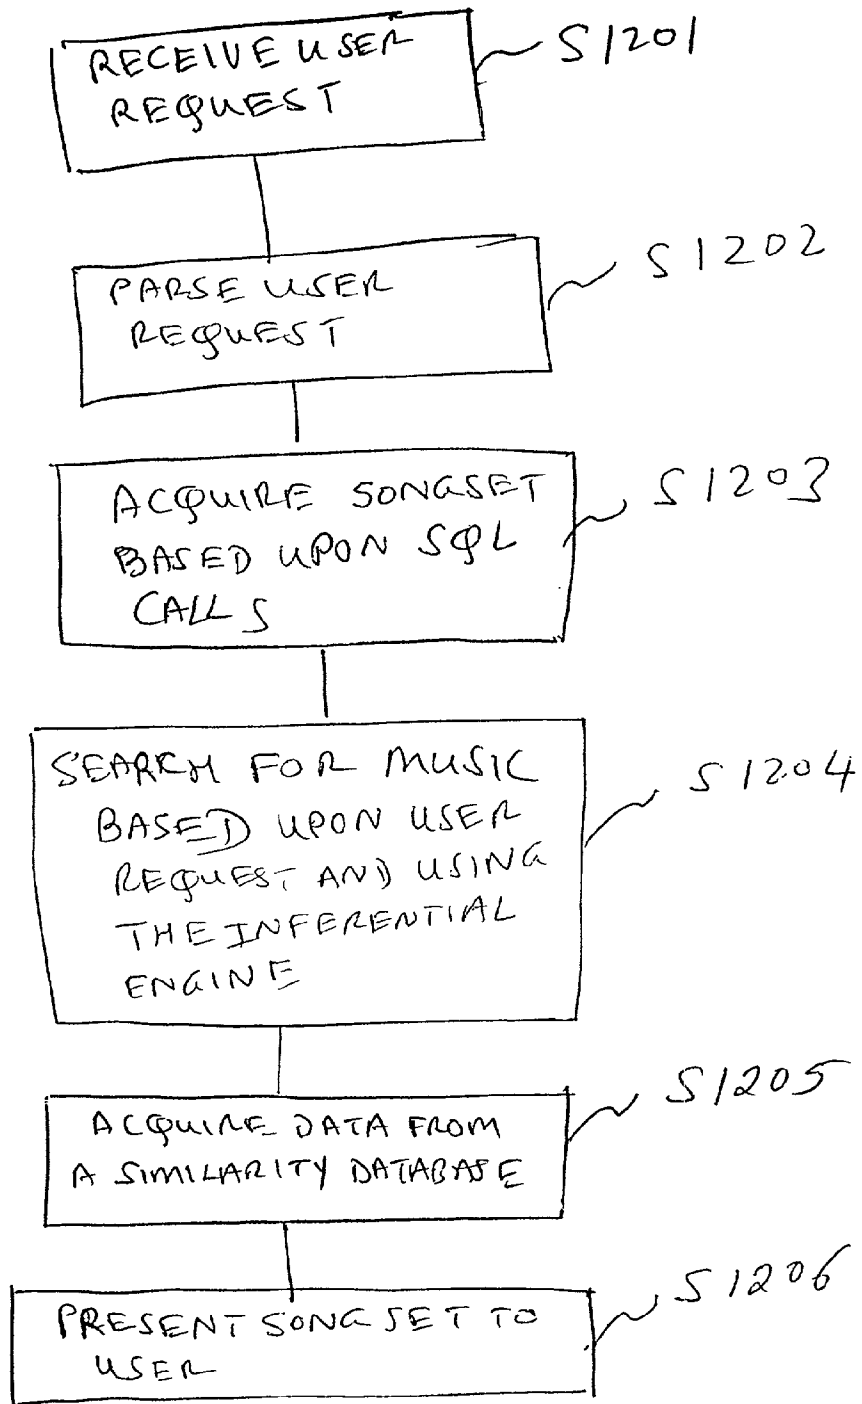 RECEIVE USER
REQUEST
S1201
PARSE USER
REQUEST
S1202
ACQUIRE SONGSET
BASED UPON SQL
CALLS
S1203
SEARCH FOR MUSIC
BASED UPON USER
REQUEST AND USING
THE INFERENTIAL
ENGINE
S1204
ACQUIRE DATA FROM
A SIMILARITY DATABASE
S1205
PRESENT SONG SET TO
USER
S1206